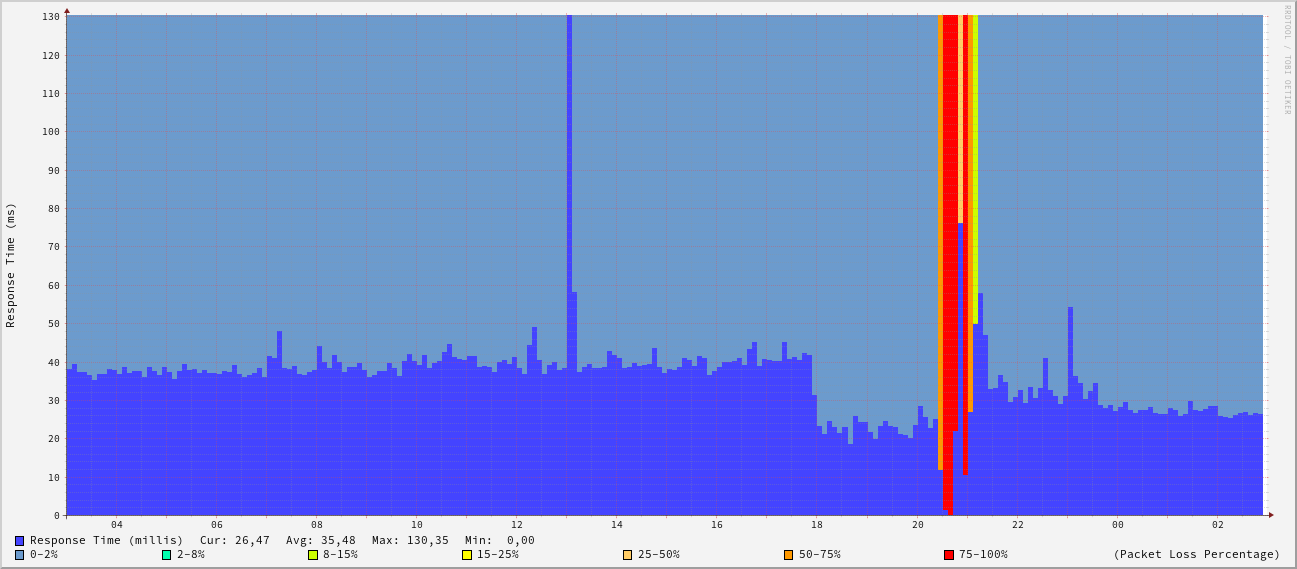 RRDTOOL / TOBI OETIKER
Response Time (ms)
130
120
110
100
90
80
70
60
50
40
30
20
10
0
04 06 08 10 12 14 16 18 20 22 00 02
Response Time (millis) Cur: 26,47 Avg: 35,48 Max: 130,35 Min: 0,00
0-2% 2-8% 8-15% 15-25% 25-50% 50-75% 75-100% (Packet Loss Percentage)